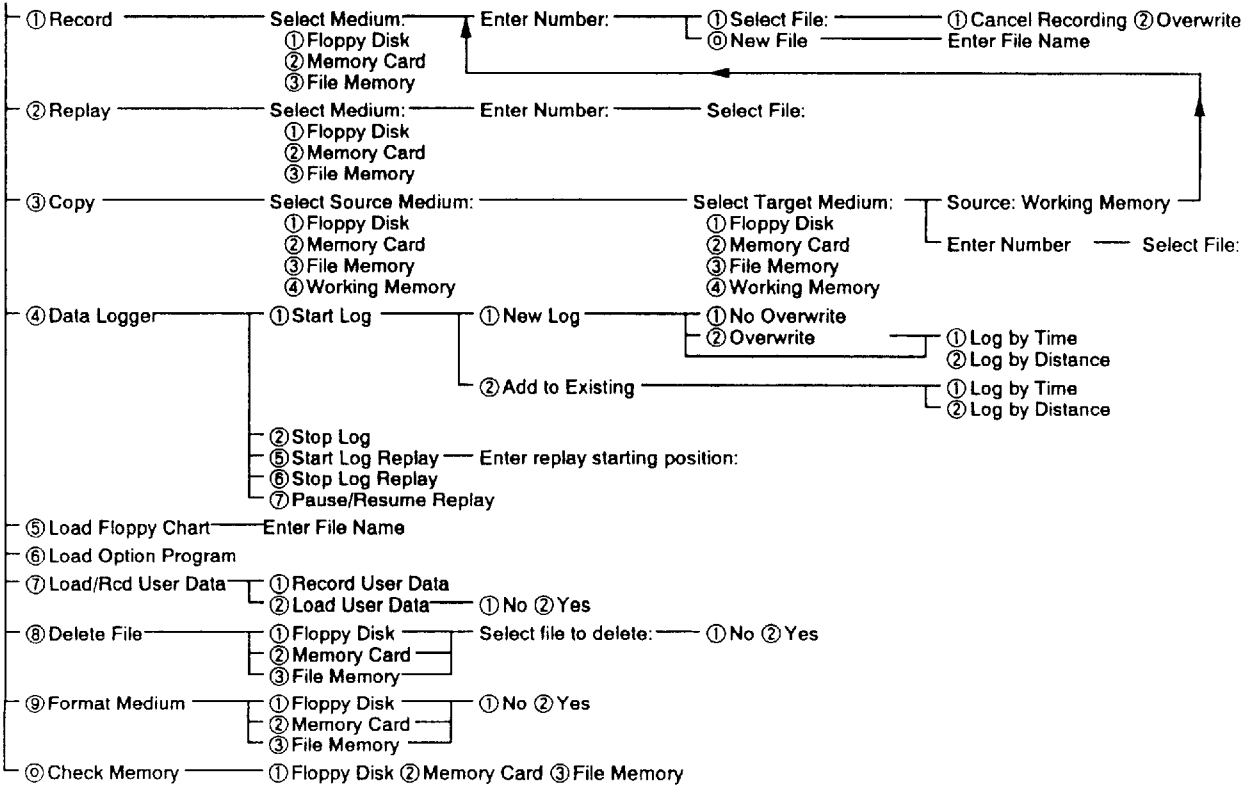 ① Record Select Medium: Enter Number: ① Select File: ① Cancel Recording ② Overwrite
① Floppy Disk ⓪ New File Enter File Name
② Memory Card
③ File Memory
② Replay Select Medium: Enter Number: Select File:
① Floppy Disk
② Memory Card
③ File Memory
③ Copy Select Source Medium: Select Target Medium: Source: Working Memory
① Floppy Disk ① Floppy Disk
② Memory Card ② Memory Card Enter Number Select File:
③ File Memory ③ File Memory
④ Working Memory ④ Working Memory
④ Data Logger ① Start Log ① New Log ① No Overwrite
② Overwrite ① Log by Time
② Log by Distance
② Add to Existing ① Log by Time
② Log by Distance
② Stop Log
⑤ Start Log Replay Enter replay starting position:
⑥ Stop Log Replay
⑦ Pause/Resume Replay
⑤ Load Floppy Chart Enter File Name
⑥ Load Option Program
⑦ Load/Rcd User Data ① Record User Data
② Load User Data ① No ② Yes
⑧ Delete File ① Floppy Disk Select file to delete: ① No ② Yes
② Memory Card
③ File Memory
⑨ Format Medium ① Floppy Disk ① No ② Yes
② Memory Card
③ File Memory
⓪ Check Memory ① Floppy Disk ② Memory Card ③ File Memory